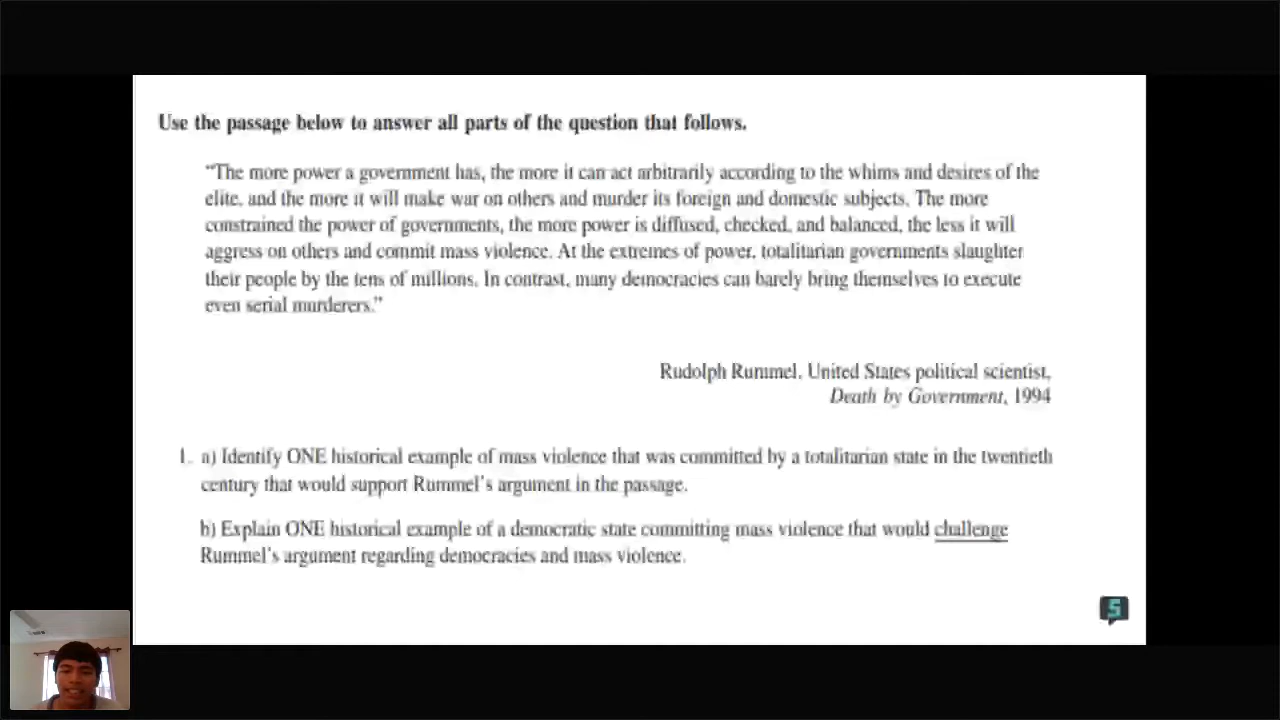 Use the passage below to answer all parts of the question that follows.
“The more power a government has, the more it can act arbitrarily according to the whims and desires of the
elite, and the more it will make war on others and murder its foreign and domestic subjects. The more
constrained the power of governments, the more power is diffused, checked, and balanced, the less it will
aggress on others and commit mass violence. At the extremes of power, totalitarian governments slaughter
their people by the tens of millions. In contrast, many democracies can barely bring themselves to execute
even serial murderers.”
Rudolph Rummel, United States political scientist,
Death by Government, 1994
1. a) Identify ONE historical example of mass violence that was committed by a totalitarian state in the twentieth
century that would support Rummel's argument in the passage.
b) Explain ONE historical example of a democratic state committing mass violence that would challenge
Rummel's argument regarding democracies and mass violence.
5